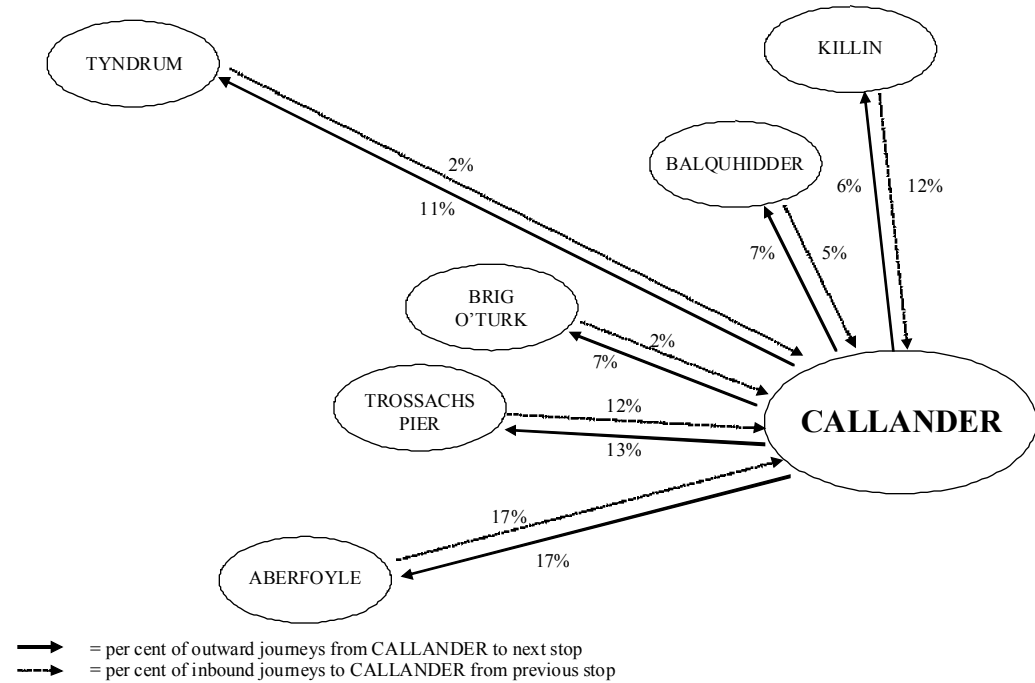 TYNDRUM
KILLIN
BALQUHIDDER
2%
11%
6%
12%
7%
5%
BRIG
O'TURK
2%
7%
TROSSACHS
PIER
12%
13%
CALLANDER
17%
17%
ABERFOYLE
= per cent of outward journeys from CALLANDER to next stop
= per cent of inbound journeys to CALLANDER from previous stop